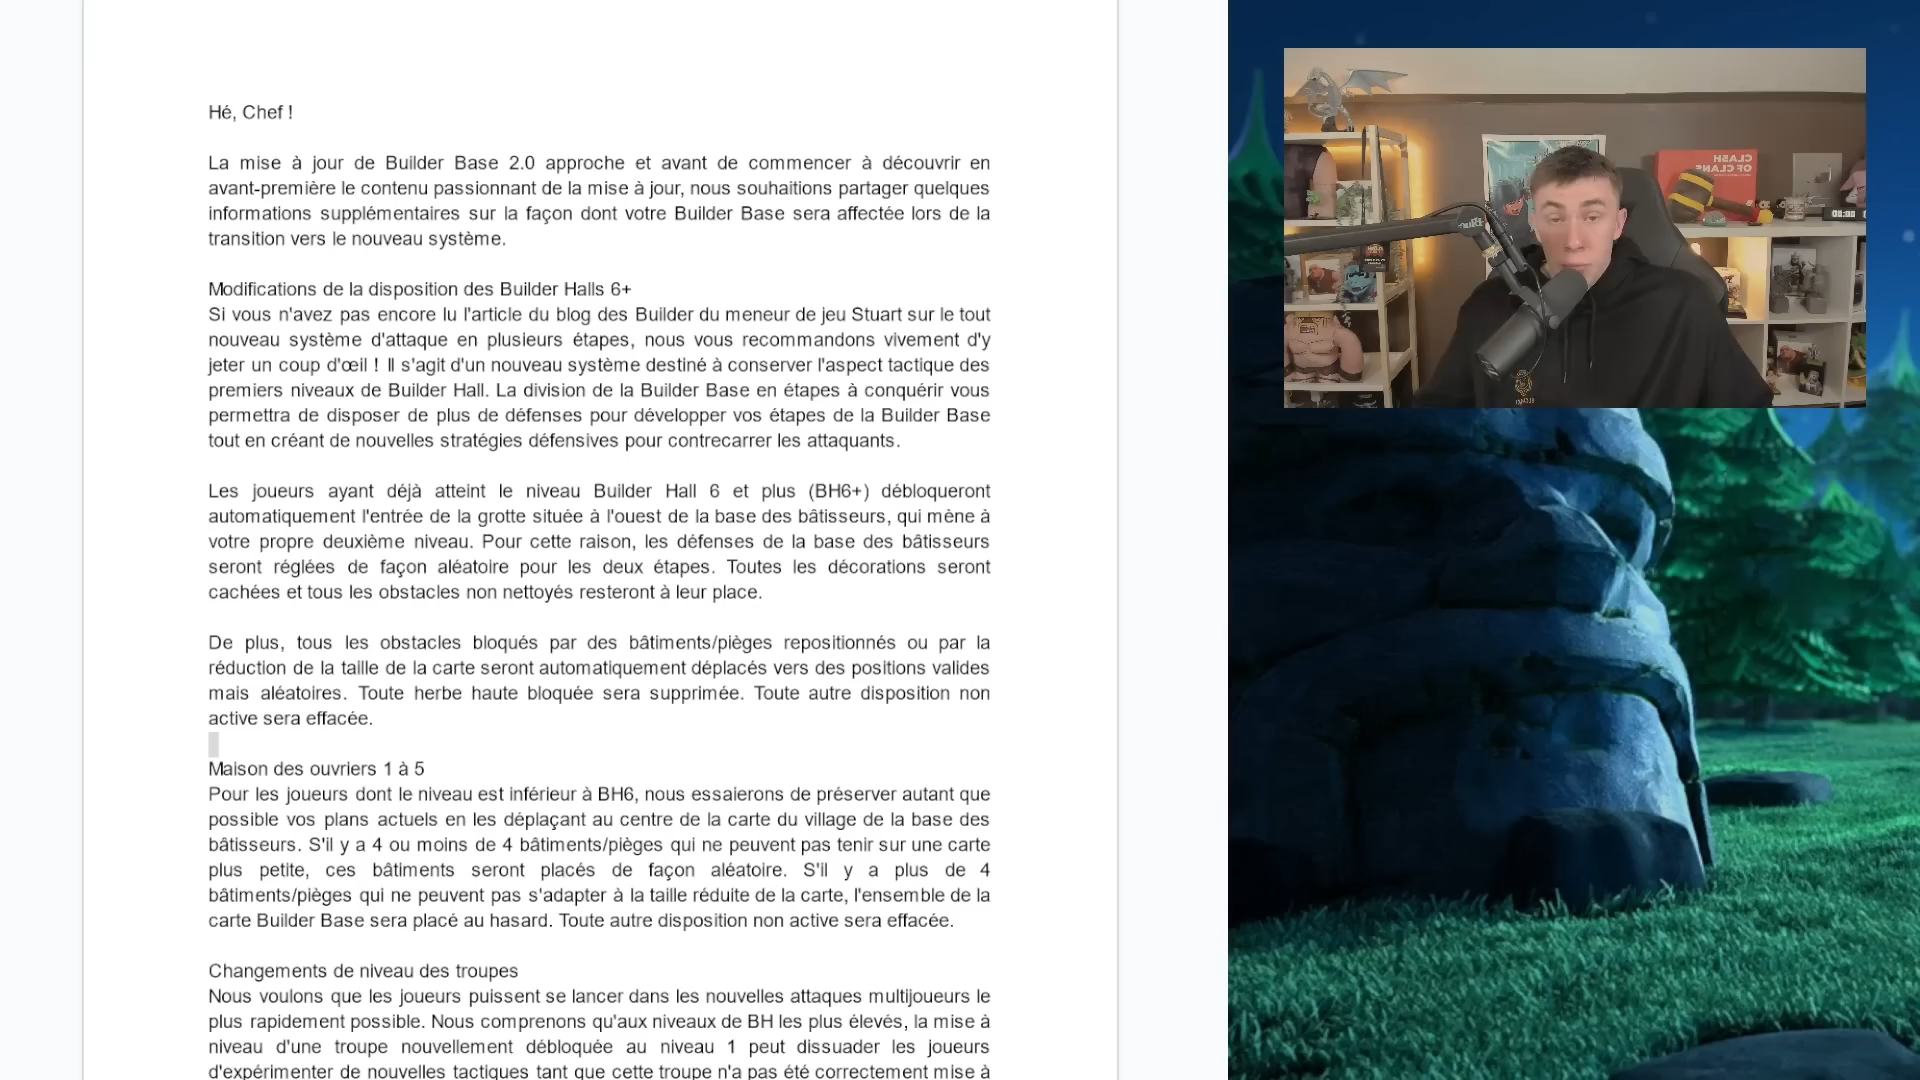 Hé, Chef !
La mise à jour de Builder Base 2.0 approche et avant de commencer à découvrir en
avant-première le contenu passionnant de la mise à jour, nous souhaitions partager quelques
informations supplémentaires sur la façon dont votre Builder Base sera affectée lors de la
transition vers le nouveau système.
Modifications de la disposition des Builder Halls 6+
Si vous n'avez pas encore lu l'article du blog des Builder du meneur de jeu Stuart sur le tout
nouveau système d'attaque en plusieurs étapes, nous vous recommandons vivement d'y
jeter un coup d'œil ! Il s'agit d'un nouveau système destiné à conserver l'aspect tactique des
premiers niveaux de Builder Hall. La division de la Builder Base en étapes à conquérir vous
permettra de disposer de plus de défenses pour développer vos étapes de la Builder Base
tout en créant de nouvelles stratégies défensives pour contrecarrer les attaquants.
Les joueurs ayant déjà atteint le niveau Builder Hall 6 et plus (BH6+) débloqueront
automatiquement l'entrée de la grotte située à l'ouest de la base des bâtisseurs, qui mène à
votre propre deuxième niveau. Pour cette raison, les défenses de la base des bâtisseurs
seront réglées de façon aléatoire pour les deux étapes. Toutes les décorations seront
cachées et tous les obstacles non nettoyés resteront à leur place.
De plus, tous les obstacles bloqués par des bâtiments/pièges repositionnés ou par la
réduction de la taille de la carte seront automatiquement déplacés vers des positions valides
mais aléatoires. Toute herbe haute bloquée sera supprimée. Toute autre disposition non
active sera effacée.
Maison des ouvriers 1 à 5
Pour les joueurs dont le niveau est inférieur à BH6, nous essaierons de préserver autant que
possible vos plans actuels en les déplaçant au centre de la carte du village de la base des
bâtisseurs. S'il y a 4 ou moins de 4 bâtiments/pièges qui ne peuvent pas tenir sur une carte
plus petite, ces bâtiments seront placés de façon aléatoire. S'il y a plus de 4
bâtiments/pièges qui ne peuvent pas s'adapter à la taille réduite de la carte, l'ensemble de la
carte Builder Base sera placé au hasard. Toute autre disposition non active sera effacée.
Changements de niveau des troupes
Nous voulons que les joueurs puissent se lancer dans les nouvelles attaques multijoueurs le
plus rapidement possible. Nous comprenons qu'aux niveaux de BH les plus élevés, la mise à
niveau d'une troupe nouvellement débloquée au niveau 1 peut dissuader les joueurs
d'expérimenter de nouvelles tactiques tant que cette troupe n'a pas été correctement mise à
CLASH
OF CLANS